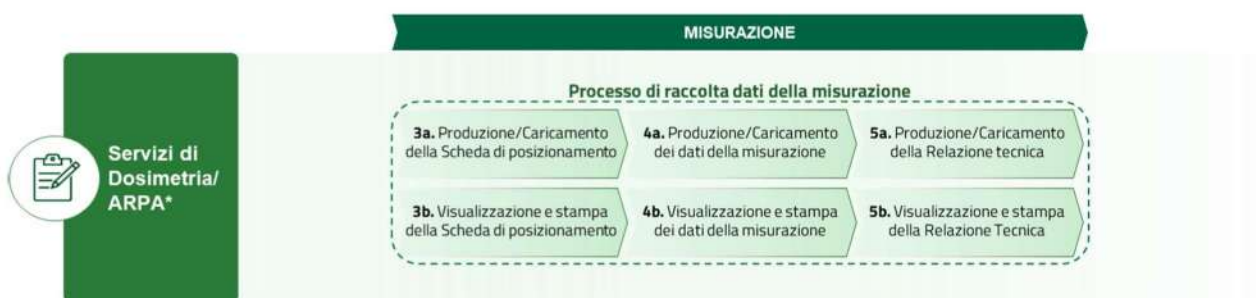 MISURAZIONE
Processo di raccolta dati della misurazione
Servizi di
Dosimetria/
ARPA*
3a. Produzione/Caricamento
della Scheda di posizionamento
4a. Produzione/Caricamento
dei dati della misurazione
5a. Produzione/Caricamento
della Relazione tecnica
3b. Visualizzazione e stampa
della Scheda di posizionamento
4b. Visualizzazione e stampa
dei dati della misurazione
5b. Visualizzazione e stampa
della Relazione Tecnica